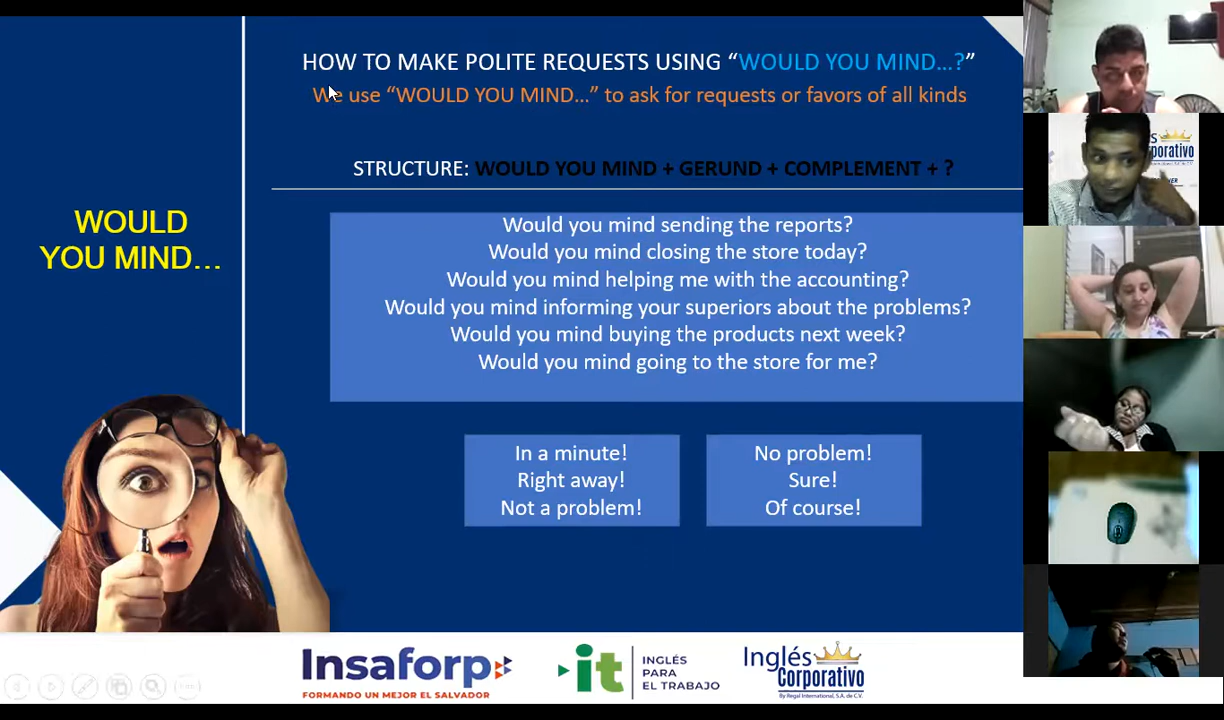 HOW TO MAKE POLITE REQUESTS USING “WOULD YOU MIND...?”
We use “WOULD YOU MIND...” to ask for requests or favors of all kinds
STRUCTURE: WOULD YOU MIND + GERUND + COMPLEMENT + ?
WOULD
YOU MIND...
Would you mind sending the reports?
Would you mind closing the store today?
Would you mind helping me with the accounting?
Would you mind informing your superiors about the problems?
Would you mind buying the products next week?
Would you mind going to the store for me?
In a minute!
Right away!
Not a problem!
No problem!
Sure!
Of course!
Insaforp
FORMANDO UN MEJOR EL SALVADOR
it
INGLÉS
PARA
EL TRABAJO
Inglés
Corporativo
By Regal International, S.A. de C.V.